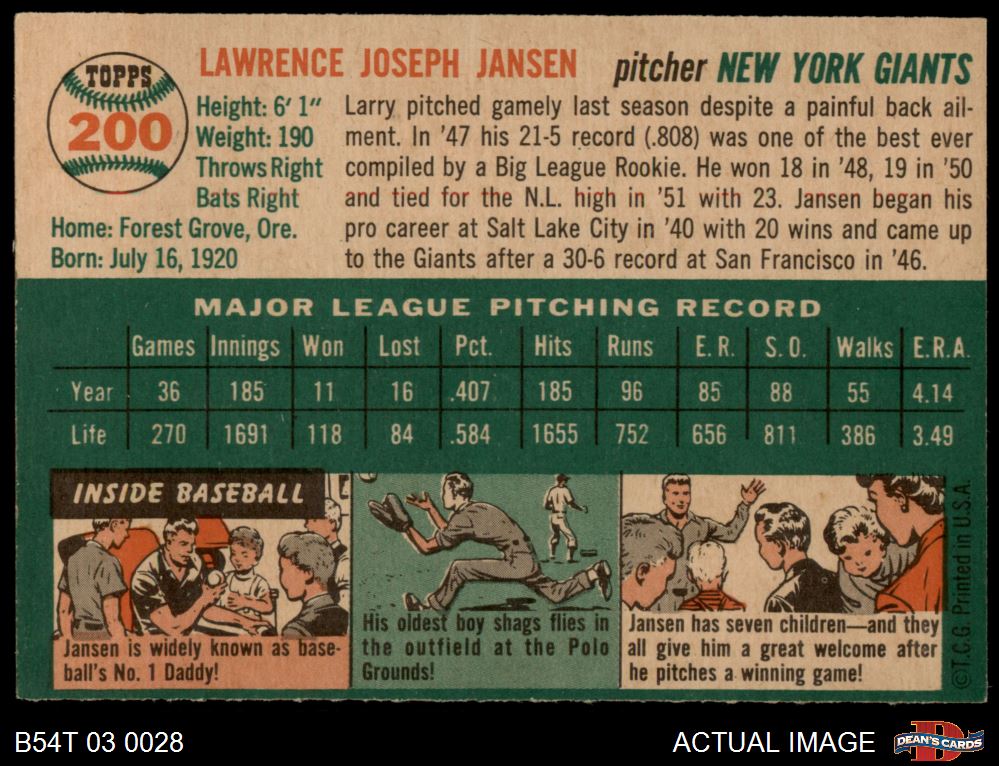 TOPPS
200
LAWRENCE JOSEPH JANSEN pitcher NEW YORK GIANTS
Height: 6' 1"
Weight: 190
Throws Right
Bats Right
Home: Forest Grove, Ore.
Born: July 16, 1920
Larry pitched gamely last season despite a painful back ail-
ment. In '47 his 21-5 record (.808) was one of the best ever
compiled by a Big League Rookie. He won 18 in '48, 19 in '50
and tied for the N.L. high in '51 with 23. Jansen began his
pro career at Salt Lake City in '40 with 20 wins and came up
to the Giants after a 30-6 record at San Francisco in '46.
MAJOR LEAGUE PITCHING RECORD
Games Innings Won Lost Pct. Hits Runs E. R. S. O. Walks E.R.A.
Year 36 185 11 16 .407 185 96 85 88 55 4.14
Life 270 1691 118 84 .584 1655 752 656 811 386 3.49
INSIDE BASEBALL
Jansen is widely known as base-
ball's No. 1 Daddy!
His oldest boy shags flies in
the outfield at the Polo
Grounds!
Jansen has seven children—and they
all give him a great welcome after
he pitches a winning game!
©T.C.G. Printed in U.S.A.
B54T 03 0028
ACTUAL IMAGE
DEAN'S CARDS